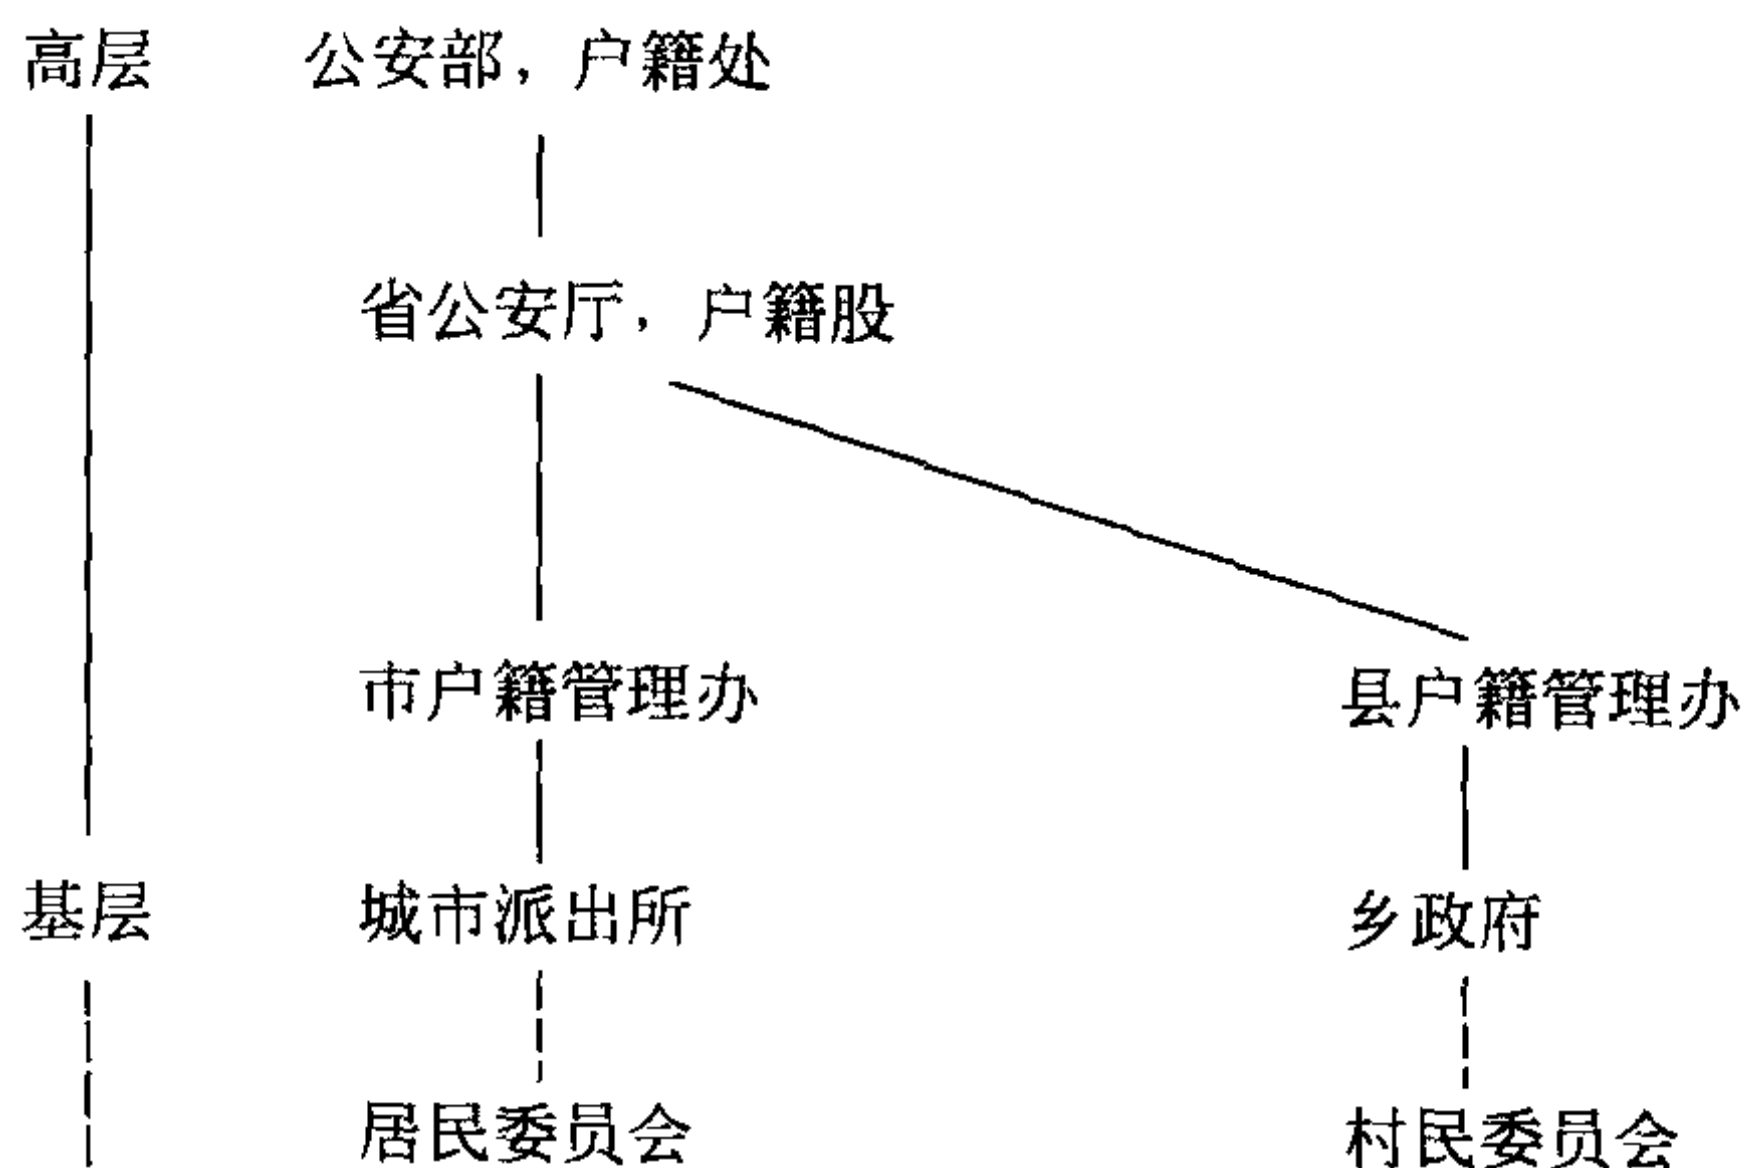 高层 公安部，户籍处
省公安厅，户籍股
市户籍管理办 县户籍管理办
基层 城市派出所 乡政府
居民委员会 村民委员会